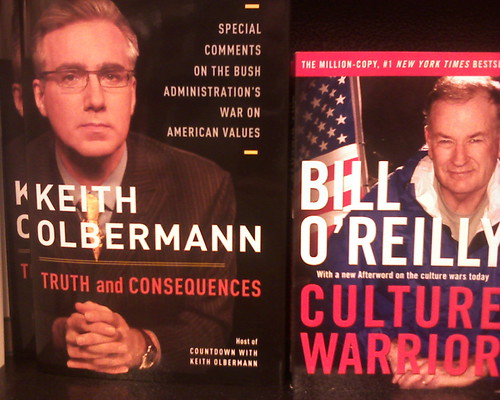 SPECIAL
COMMENTS
ON THE BUSH
ADMINISTRATION'S
WAR ON
AMERICAN VALUES
K
KEITH
O
OLBERMANN
T
TRUTH and CONSEQUENCES
Host of
COUNTDOWN WITH
KEITH OLBERMANN
THE MILLION-COPY, #1 NEW YORK TIMES BESTS
BILL
O'REILLY
With a new Afterword on the culture wars today
CULTURE
WARRIOR